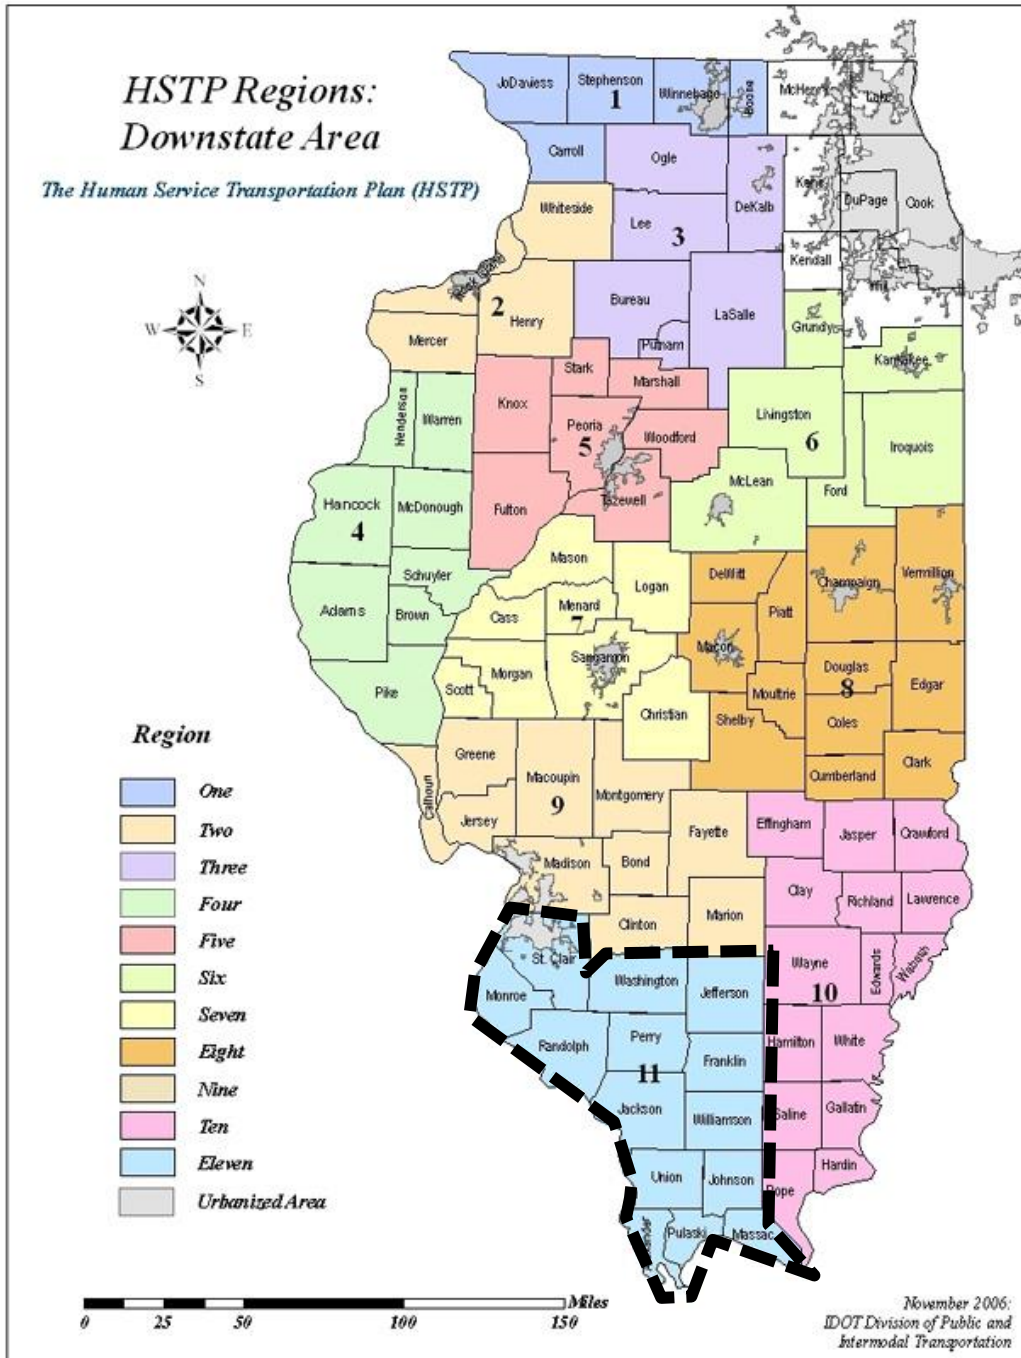 HSTP Regions:
Downstate Area
The Human Service Transportation Plan (HSTP)
JoDaviess
Stephenson
1
Winnebago
Boone
McHenry
Lake
Carroll
Ogle
DeKalb
Kane
DuPage
Cook
Whiteside
Lee
3
Kendall
Will
Rock Island
2
Henry
Bureau
LaSalle
Grundy
Mercer
Putnam
Kankakee
Stark
Marshall
Henderson
Warren
Knox
Peoria
5
Woodford
Livingston
6
Iroquois
Hancock
4
McDonough
Fulton
Tazewell
McLean
Ford
Mason
Schuyler
Logan
DeWitt
Champaign
Vermillion
Adams
Brown
Cass
Menard
7
Piatt
Macon
Sangamon
Pike
Scott
Morgan
Christian
Moultrie
Douglas
8
Edgar
Shelby
Coles
Greene
Macoupin
9
Montgomery
Cumberland
Clark
Calhoun
Jersey
Fayette
Effingham
Jasper
Crawford
Madison
Bond
Clay
Richland
Lawrence
Clinton
Marion
St. Clair
Washington
Jefferson
Wayne
10
Edwards
Wabash
Monroe
Randolph
Perry
11
Franklin
Hamilton
White
Jackson
Williamson
Saline
Gallatin
Union
Johnson
Pope
Hardin
Pulaski
Massac
N
W
E
S
Region
One
Two
Three
Four
Five
Six
Seven
Eight
Nine
Ten
Eleven
Urbanized Area
Miles
0 25 50 100 150
November 2006:
IDOT Division of Public and
Intermodal Transportation